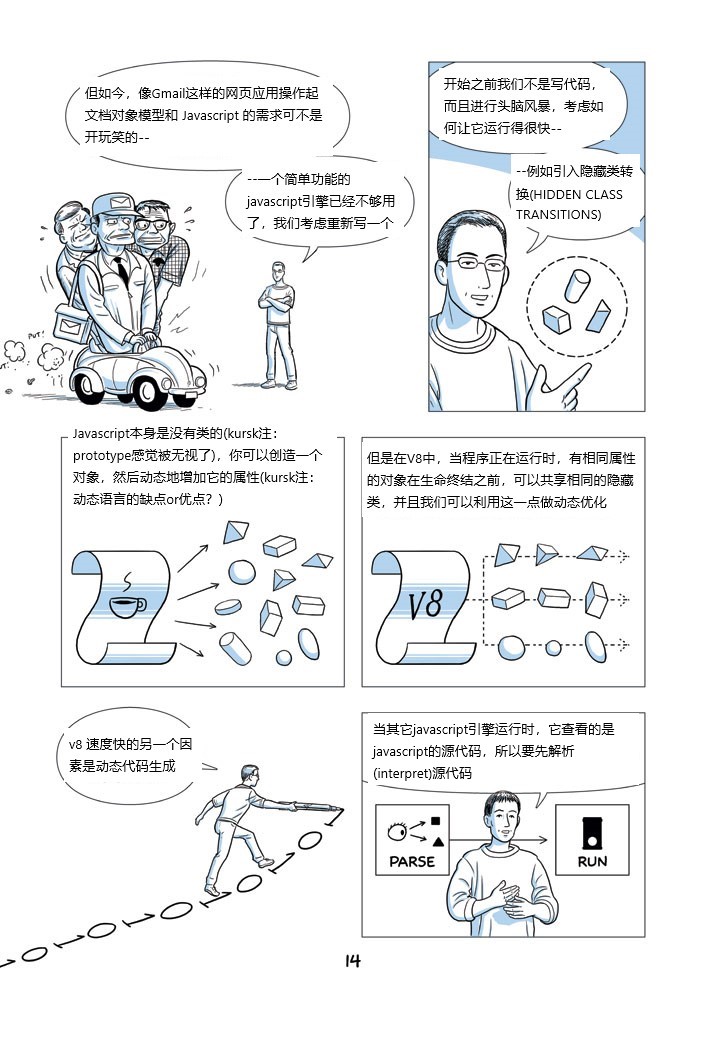 但如今，像Gmail这样的网页应用操作起
文档对象模型和 Javascript 的需求可不是
开玩笑的--
--一个简单功能的
javascript引擎已经不够用
了，我们考虑重新写一个
PUT!
开始之前我们不是写代码，
而且进行头脑风暴，考虑如
何让它运行得很快--
--例如引入隐藏类转
换(HIDDEN CLASS
TRANSITIONS)
Javascript本身是没有类的(kursk注：
prototype感觉被无视了)，你可以创造一个
对象，然后动态地增加它的属性(kursk注：
动态语言的缺点or优点？)
但是在V8中，当程序正在运行时，有相同属性
的对象在生命终结之前，可以共享相同的隐藏
类，并且我们可以利用这一点做动态优化
V8
v8 速度快的另一个因
素是动态代码生成
当其它javascript引擎运行时，它查看的是
javascript的源代码，所以要先解析
(interpret)源代码
PARSE
RUN
14